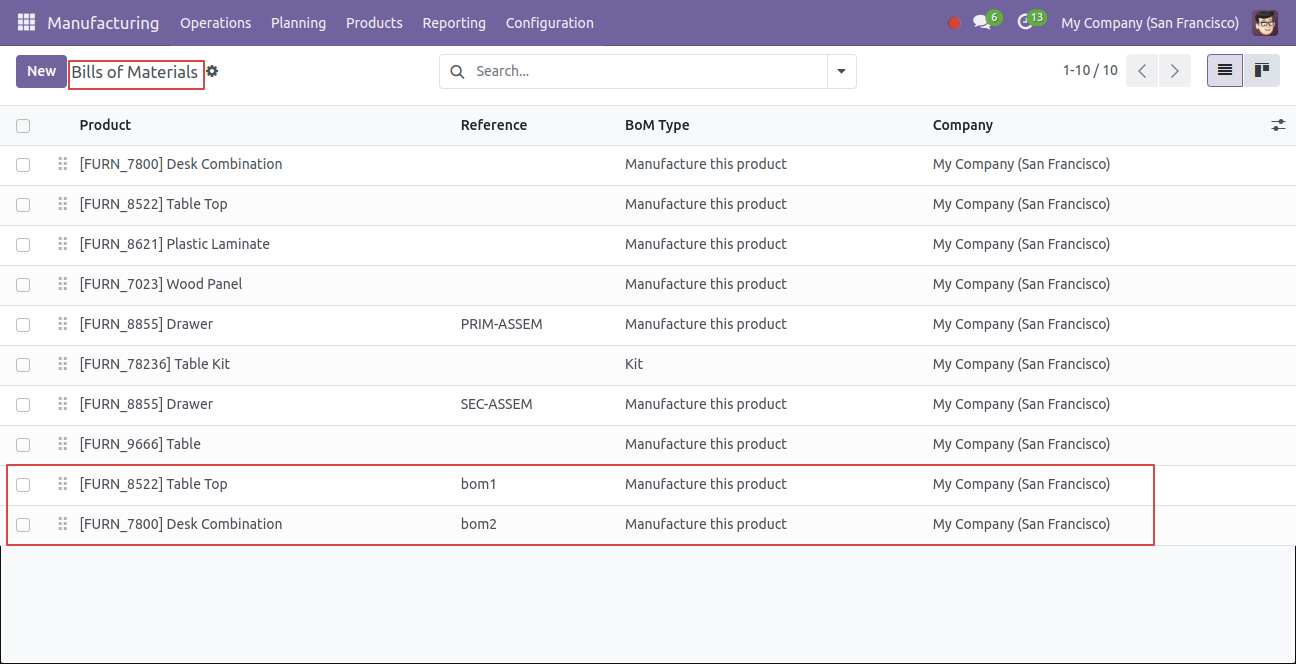 Manufacturing Operations Planning Products Reporting Configuration 6 13 My Company (San Francisco)
New Bills of Materials Search... 1-10 / 10
Product Reference BoM Type Company
[FURN_7800] Desk Combination Manufacture this product My Company (San Francisco)
[FURN_8522] Table Top Manufacture this product My Company (San Francisco)
[FURN_8621] Plastic Laminate Manufacture this product My Company (San Francisco)
[FURN_7023] Wood Panel Manufacture this product My Company (San Francisco)
[FURN_8855] Drawer PRIM-ASSEM Manufacture this product My Company (San Francisco)
[FURN_78236] Table Kit Kit My Company (San Francisco)
[FURN_8855] Drawer SEC-ASSEM Manufacture this product My Company (San Francisco)
[FURN_9666] Table Manufacture this product My Company (San Francisco)
[FURN_8522] Table Top bom1 Manufacture this product My Company (San Francisco)
[FURN_7800] Desk Combination bom2 Manufacture this product My Company (San Francisco)